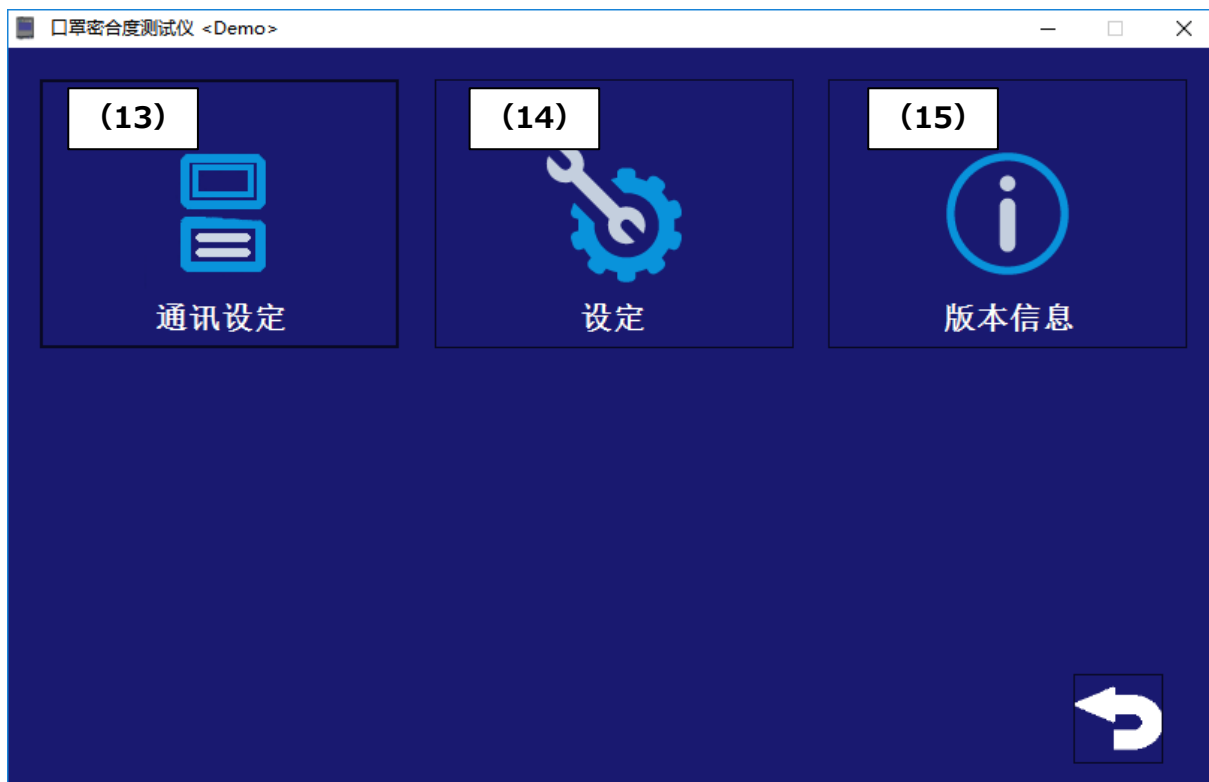 口罩密合度测试仪 <Demo>
（13）
（14）
（15）
通讯设定
设定
版本信息